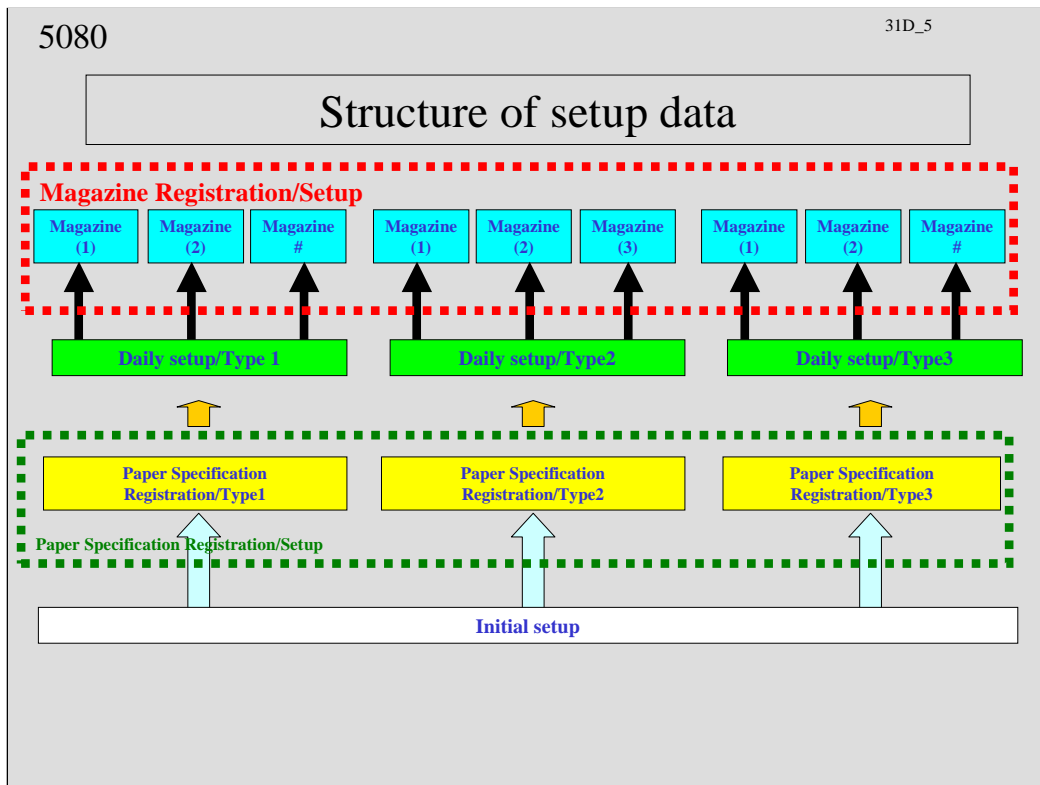 5080
31D_5
Structure of setup data
Magazine Registration/Setup
Magazine
(1)
Magazine
(2)
Magazine
#
Magazine
(1)
Magazine
(2)
Magazine
(3)
Magazine
(1)
Magazine
(2)
Magazine
#
Daily setup/Type 1
Daily setup/Type2
Daily setup/Type3
Paper Specification
Registration/Type1
Paper Specification
Registration/Type2
Paper Specification
Registration/Type3
Paper Specification Registration/Setup
Initial setup